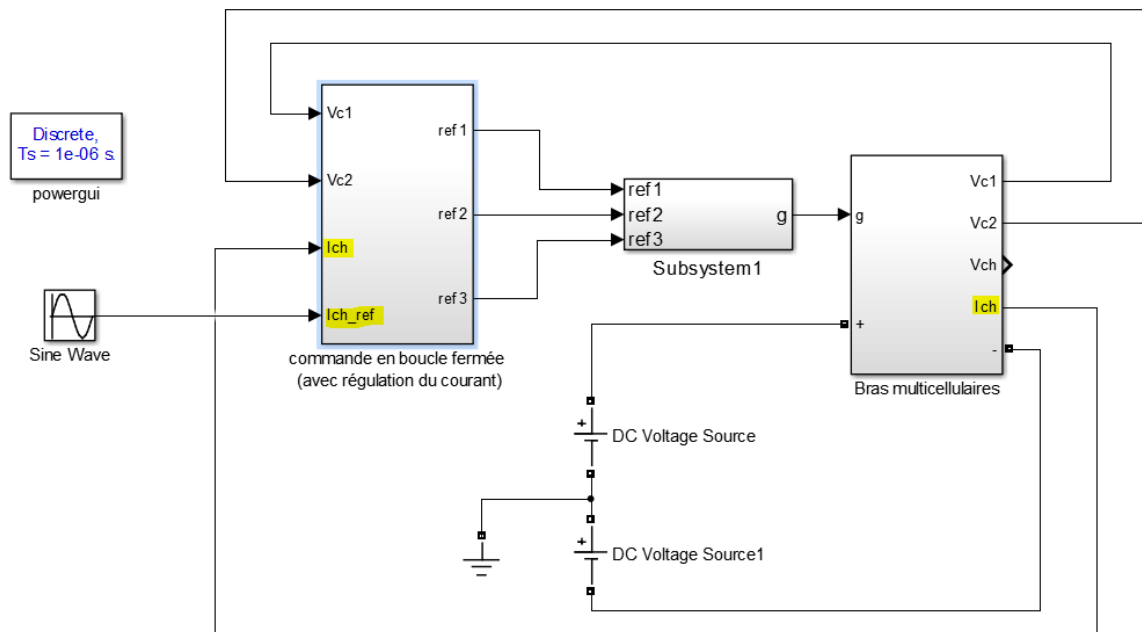 Discrete,
Ts = 1e-06 s.
powergui
Sine Wave
Vc1
Vc2
Ich
Ich_ref
ref 1
ref 2
ref 3
commande en boucle fermée
(avec régulation du courant)
ref1
ref2
ref3
g
Subsystem1
g
+
Vc1
Vc2
Vch
Ich
-
Bras multicellulaires
+
DC Voltage Source
+
DC Voltage Source1